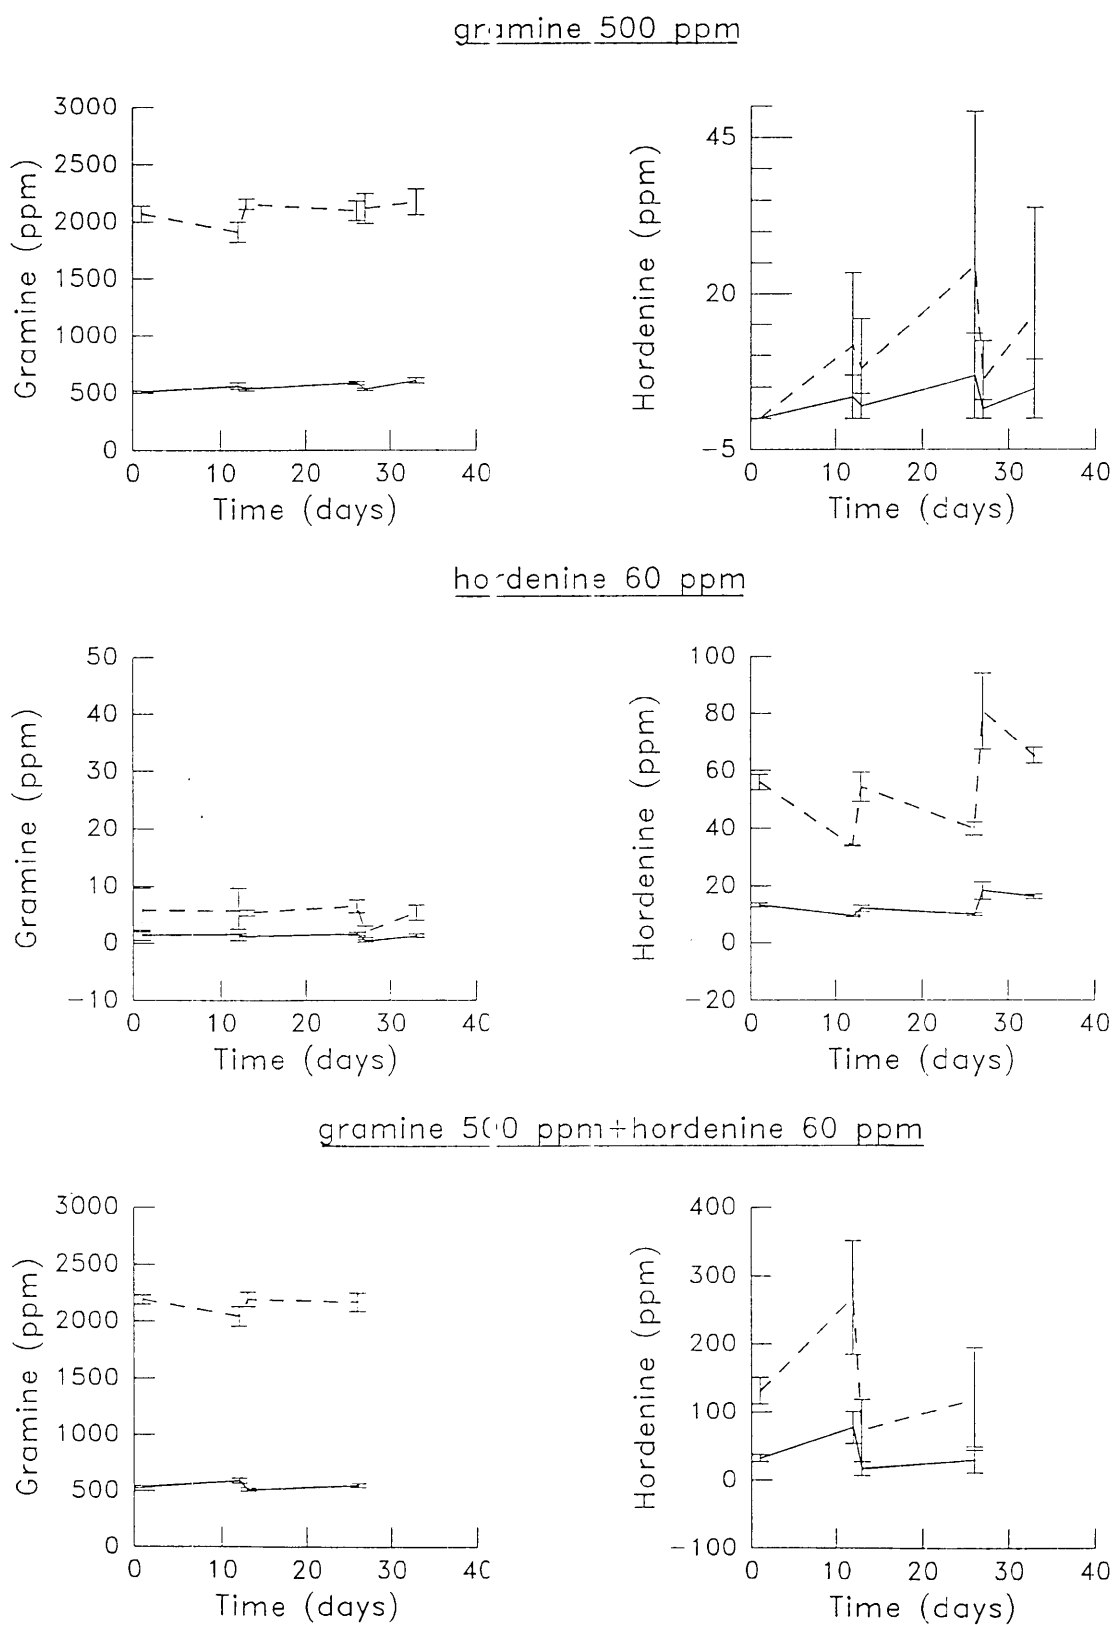 gramine 500 ppm
3000
2500
2000
1500
1000
500
0
Gramine (ppm)
0 10 20 30 40
Time (days)
45
20
-5
Hordenine (ppm)
0 10 20 30 40
Time (days)
hordenine 60 ppm
50
40
30
20
10
0
-10
Gramine (ppm)
0 10 20 30 40
Time (days)
100
80
60
40
20
0
-20
Hordenine (ppm)
0 10 20 30 40
Time (days)
gramine 500 ppm+hordenine 60 ppm
3000
2500
2000
1500
1000
500
0
Gramine (ppm)
0 10 20 30 40
Time (days)
400
300
200
100
0
-100
Hordenine (ppm)
0 10 20 30 40
Time (days)